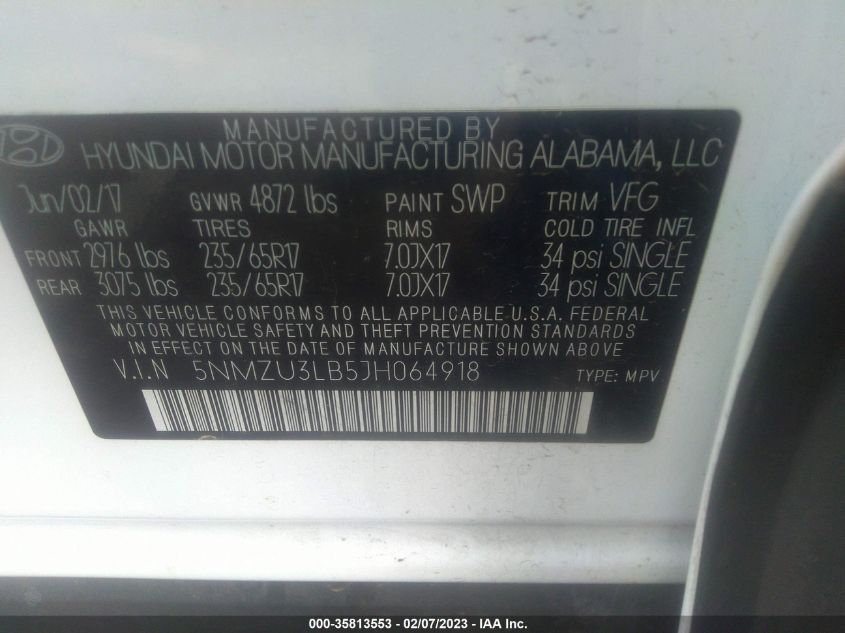 MANUFACTURED BY
HYUNDAI MOTOR MANUFACTURING ALABAMA, LLC
Jun/02/17 GVWR 4872 lbs PAINT SWP TRIM VFG
GAWR TIRES RIMS COLD TIRE INFL
FRONT 2976 lbs 235/65R17 7.0JX17 34 psi SINGLE
REAR 3075 lbs 235/65R17 7.0JX17 34 psi SINGLE
THIS VEHICLE CONFORMS TO ALL APPLICABLE U.S.A. FEDERAL
MOTOR VEHICLE SAFETY AND THEFT PREVENTION STANDARDS
IN EFFECT ON THE DATE OF MANUFACTURE SHOWN ABOVE.
V.I.N 5NMZU3LB5JH064918 TYPE: MPV
000-35813553 — 02/07/2023 — IAA Inc.